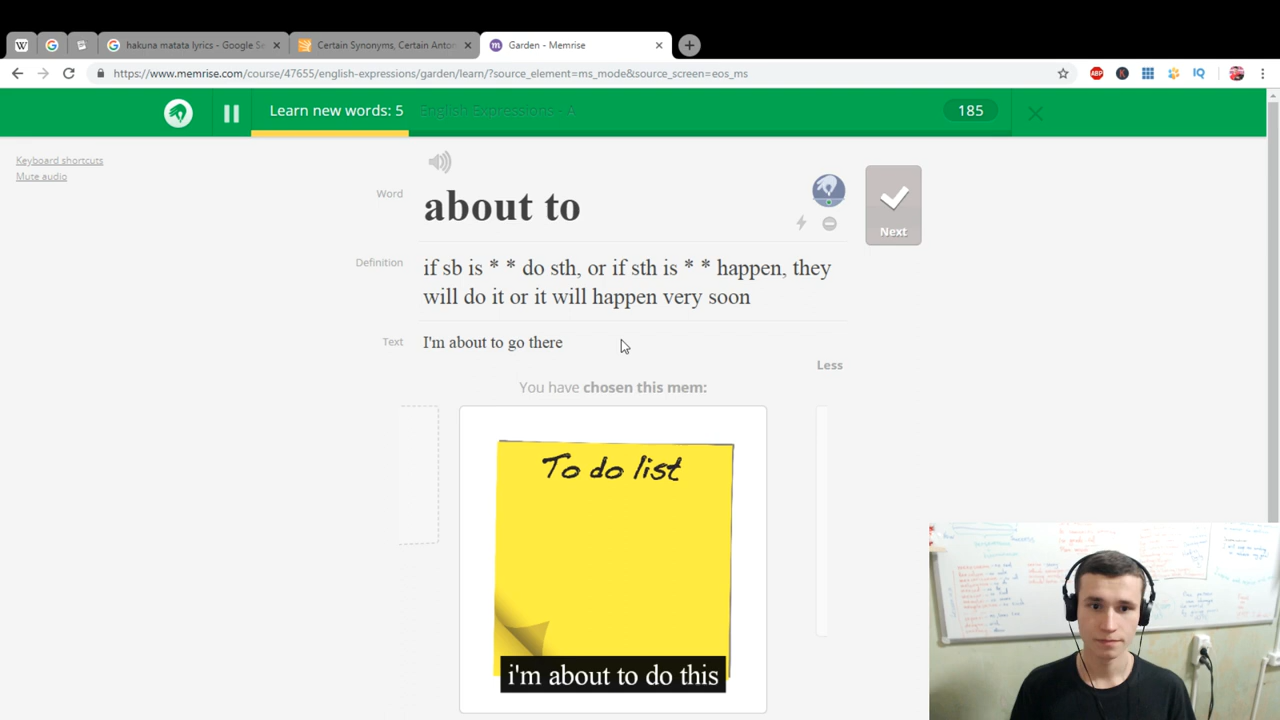 W
hakuna matata lyrics - Google Se
Certain Synonyms, Certain Anton
Garden - Memrise
https://www.memrise.com/course/47655/english-expressions/garden/learn/?source_element=ms_mode&source_screen=eos_ms
ABP
K
IQ
Learn new words: 5
English Expressions - A
185
Keyboard shortcuts
Mute audio
Word
about to
Next
Definition
if sb is * * do sth, or if sth is * * happen, they
will do it or it will happen very soon
Text
I'm about to go there
Less
You have chosen this mem:
To do list
i'm about to do this